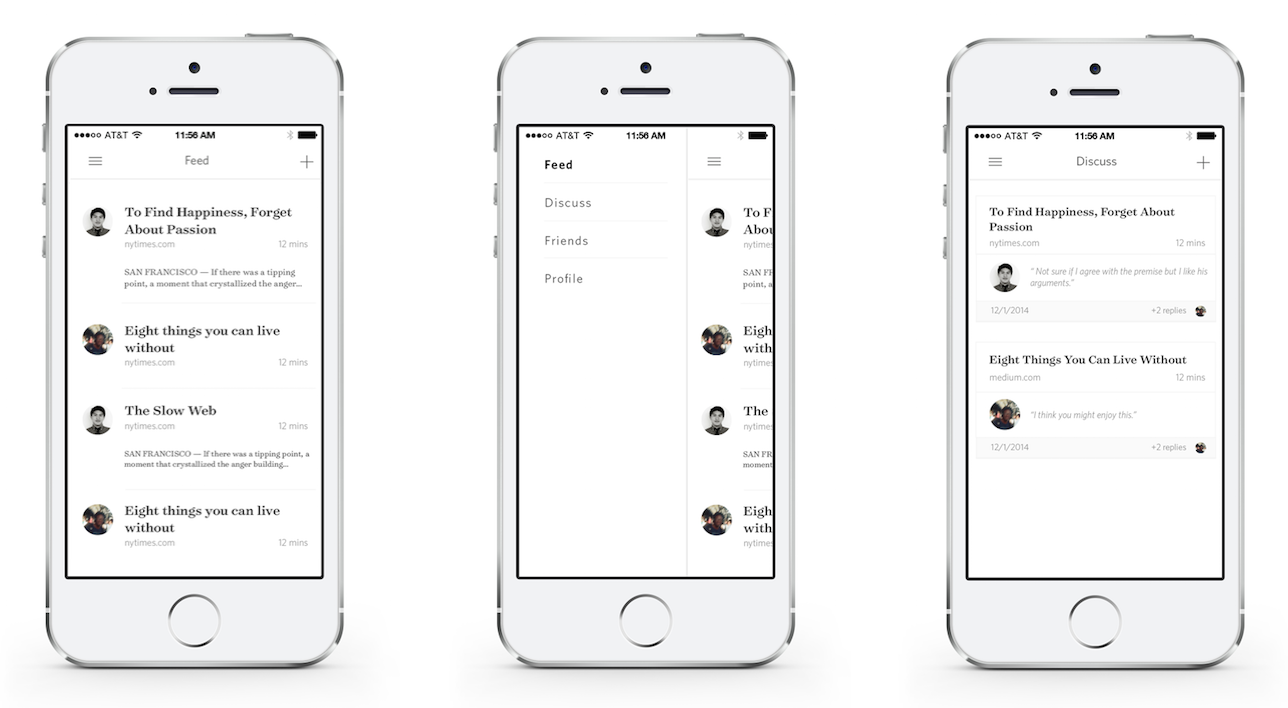 AT&T 11:56 AM
Feed
To Find Happiness, Forget
About Passion
nytimes.com 12 mins
SAN FRANCISCO — If there was a tipping
point, a moment that crystallized the anger...
Eight things you can live
without
nytimes.com 12 mins
The Slow Web
nytimes.com 12 mins
SAN FRANCISCO — If there was a tipping point, a
moment that crystallized the anger building...
Eight things you can live
without
nytimes.com 12 mins
AT&T 11:56 AM
Feed
Discuss
Friends
Profile
To F
Abou
nytimes
SAN FF
point, a
Eigh
with
nytimes
The
nytimes
SAN FR
moment
Eigh
with
nytimes
AT&T 11:56 AM
Discuss
To Find Happiness, Forget About
Passion
nytimes.com 12 mins
“ Not sure if I agree with the premise but I like his
arguments.”
12/1/2014 +2 replies
Eight Things You Can Live Without
medium.com 12 mins
“I think you might enjoy this.”
12/1/2014 +2 replies